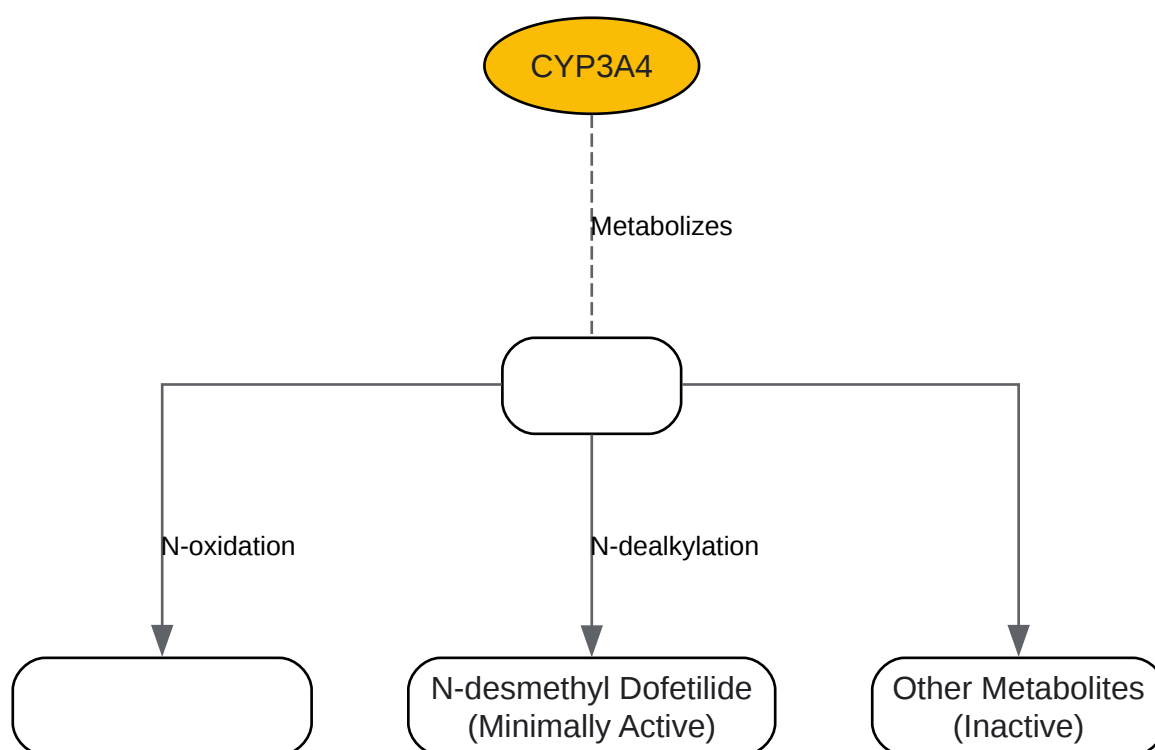 CYP3A4
Metabolizes
N-oxidation
N-dealkylation
N-desmethyl Dofetilide
(Minimally Active)
Other Metabolites
(Inactive)